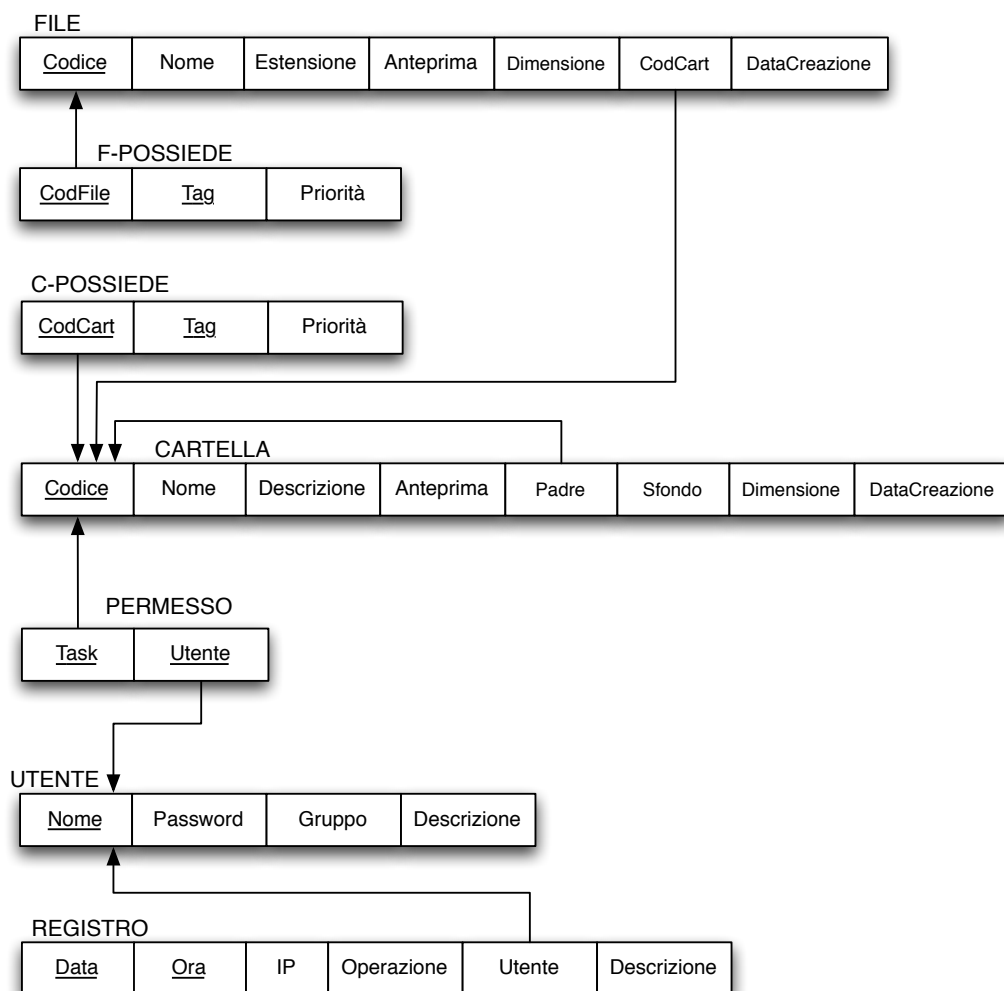 FILE
Codice Nome Estensione Anteprima Dimensione CodCart DataCreazione
F-POSSIEDE
CodFile Tag Priorità
C-POSSIEDE
CodCart Tag Priorità
CARTELLA
Codice Nome Descrizione Anteprima Padre Sfondo Dimensione DataCreazione
PERMESSO
Task Utente
UTENTE
Nome Password Gruppo Descrizione
REGISTRO
Data Ora IP Operazione Utente Descrizione